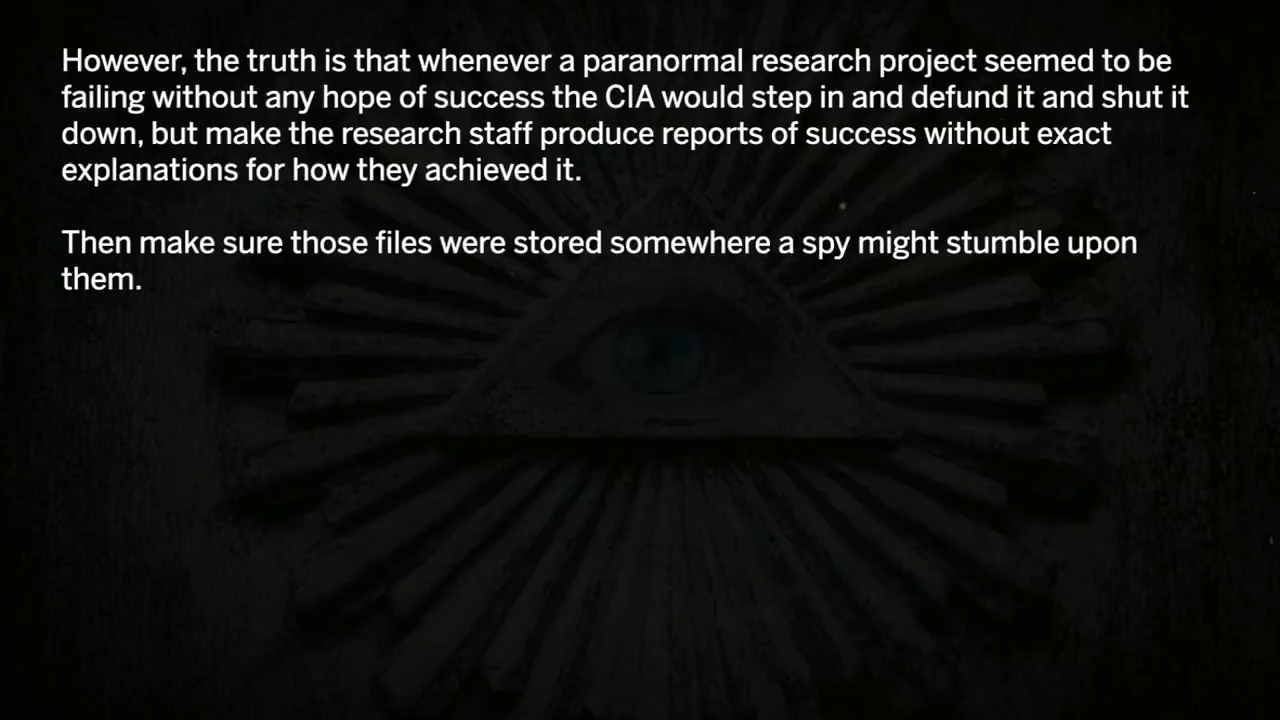 However, the truth is that whenever a paranormal research project seemed to be
failing without any hope of success the CIA would step in and defund it and shut it
down, but make the research staff produce reports of success without exact
explanations for how they achieved it.
Then make sure those files were stored somewhere a spy might stumble upon
them.